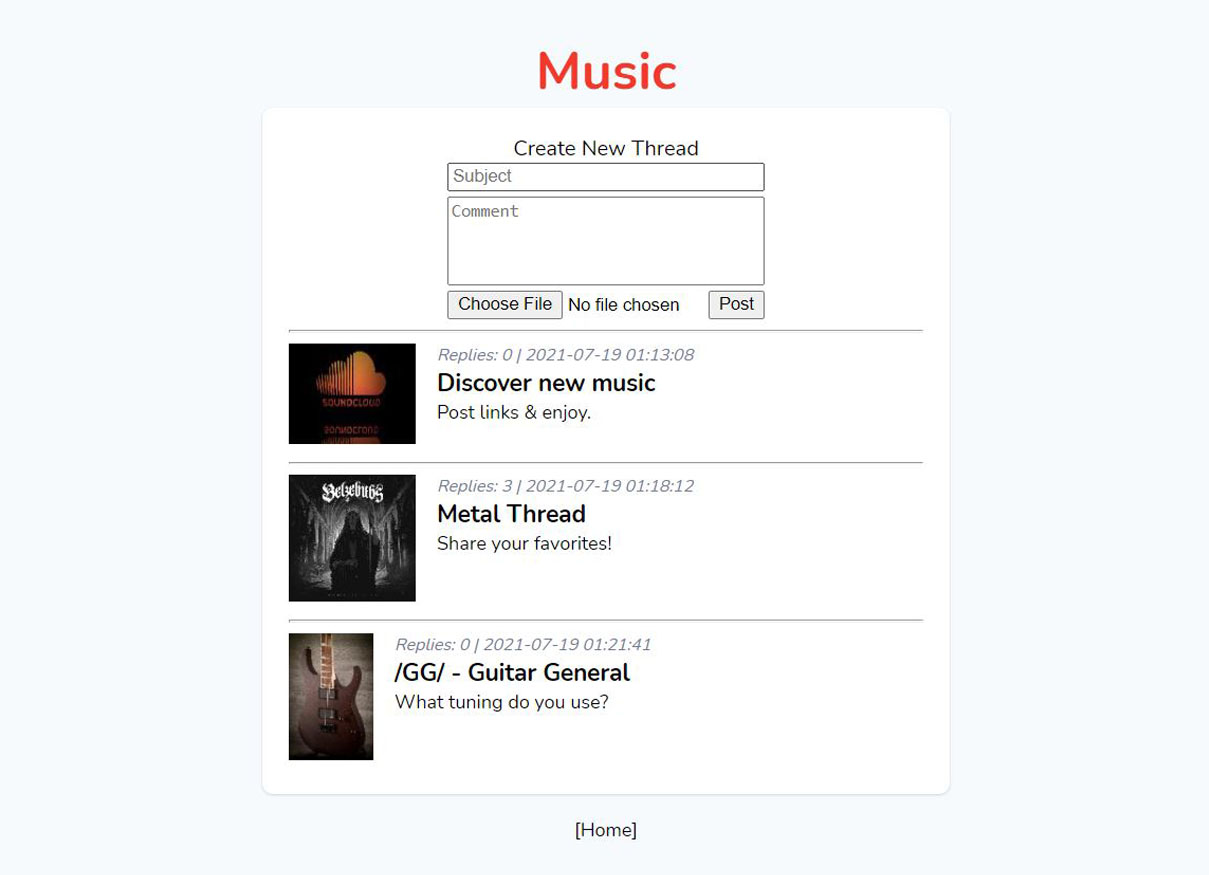 Music
Create New Thread
Subject
Comment
Choose File No file chosen Post
SOUNDCLOUD
Replies: 0 | 2021-07-19 01:13:08
Discover new music
Post links & enjoy.
Belzebubs
Replies: 3 | 2021-07-19 01:18:12
Metal Thread
Share your favorites!
Replies: 0 | 2021-07-19 01:21:41
/GG/ - Guitar General
What tuning do you use?
[Home]